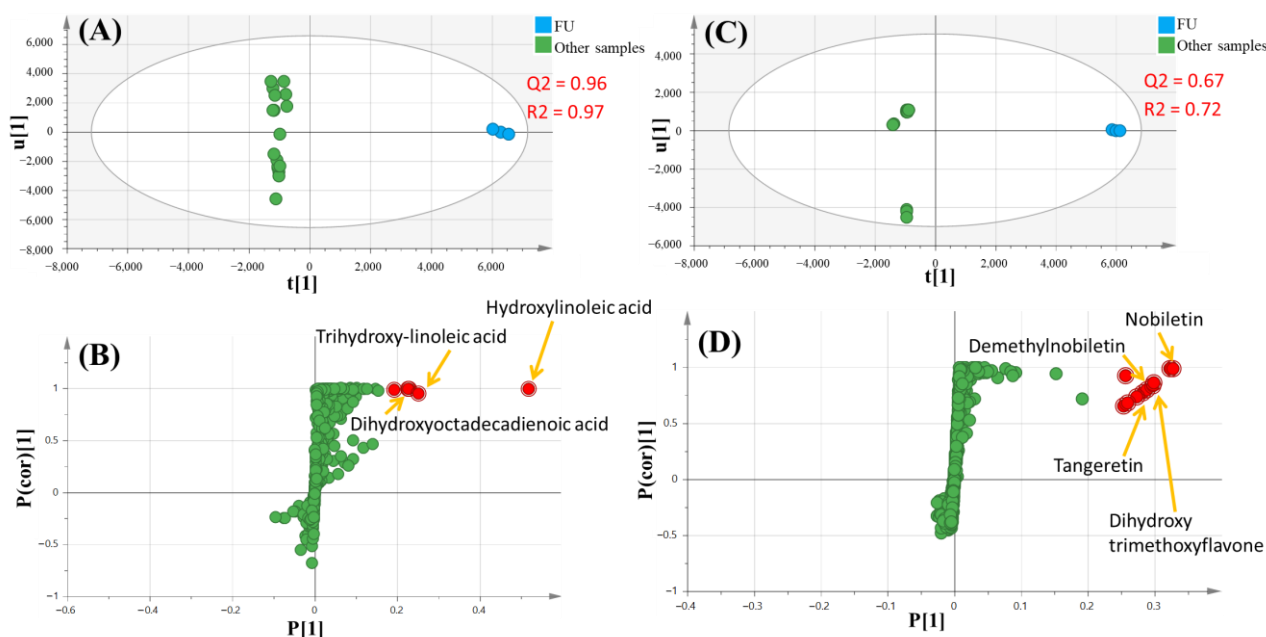 (A)
FU
Other samples
Q2 = 0.96
R2 = 0.97
u[1]
6,000
4,000
2,000
0
−2,000
−4,000
−6,000
−8,000
−8,000
−6,000
−4,000
−2,000
0
2,000
4,000
6,000
t[1]
(C)
FU
Other samples
Q2 = 0.67
R2 = 0.72
u[1]
6,000
4,000
2,000
0
−2,000
−4,000
−6,000
−8,000
−6,000
−4,000
−2,000
0
2,000
4,000
6,000
t[1]
(B)
Hydroxylinoleic acid
Trihydroxy-linoleic acid
Dihydroxyoctadecadienoic acid
P(cor)[1]
1
0.5
0
−0.5
−1
−0.6
−0.4
−0.2
0
0.2
0.4
P[1]
(D)
Nobiletin
Demethylnobiletin
Tangeretin
Dihydroxy
trimethoxyflavone
P(cor)[1]
1
0.5
0
−0.5
−1
−0.4
−0.3
−0.2
−0.1
0
0.1
0.2
0.3
P[1]